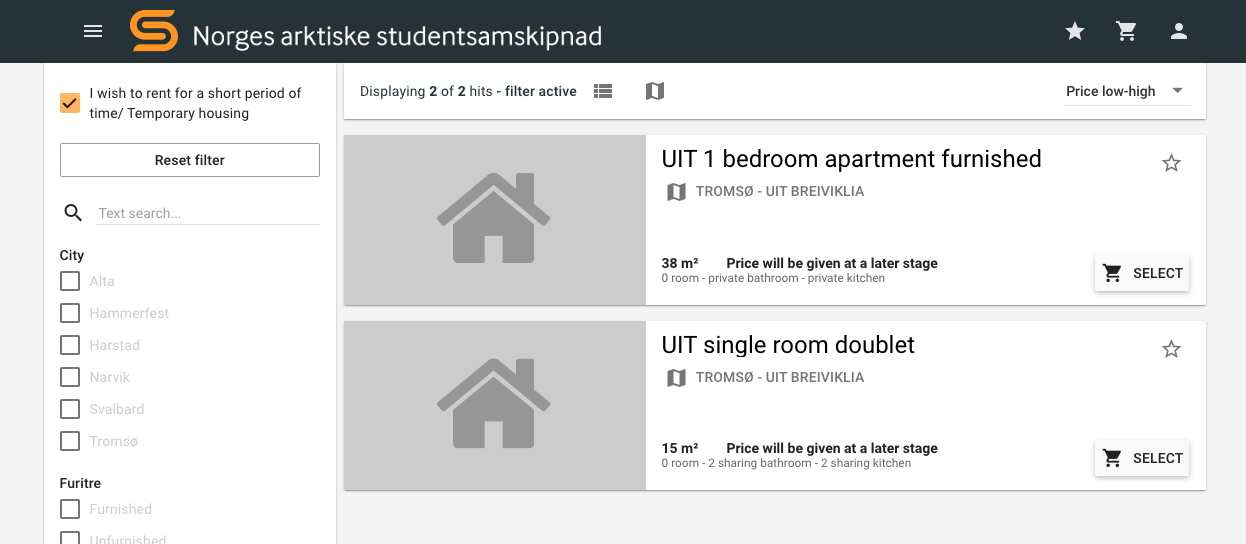 Norges arktiske studentsamskipnad
I wish to rent for a short period of
time/ Temporary housing
Reset filter
Text search...
City
Alta
Hammerfest
Harstad
Narvik
Svalbard
Tromsø
Furitre
Furnished
Unfurnished
Displaying 2 of 2 hits - filter active
Price low-high
UIT 1 bedroom apartment furnished
TROMSØ - UIT BREIVIKLIA
38 m² Price will be given at a later stage
0 room - private bathroom - private kitchen
SELECT
UIT single room doublet
TROMSØ - UIT BREIVIKLIA
15 m² Price will be given at a later stage
0 room - 2 sharing bathroom - 2 sharing kitchen
SELECT